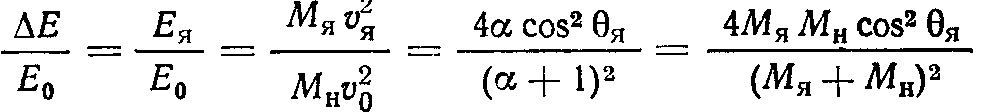 ΔE/E₀ = Eя/E₀ = Mя vя²/Mн v₀² = 4α cos² θя/(α + 1)² = 4Mя Mн cos² θя/(Mя + Mн)²